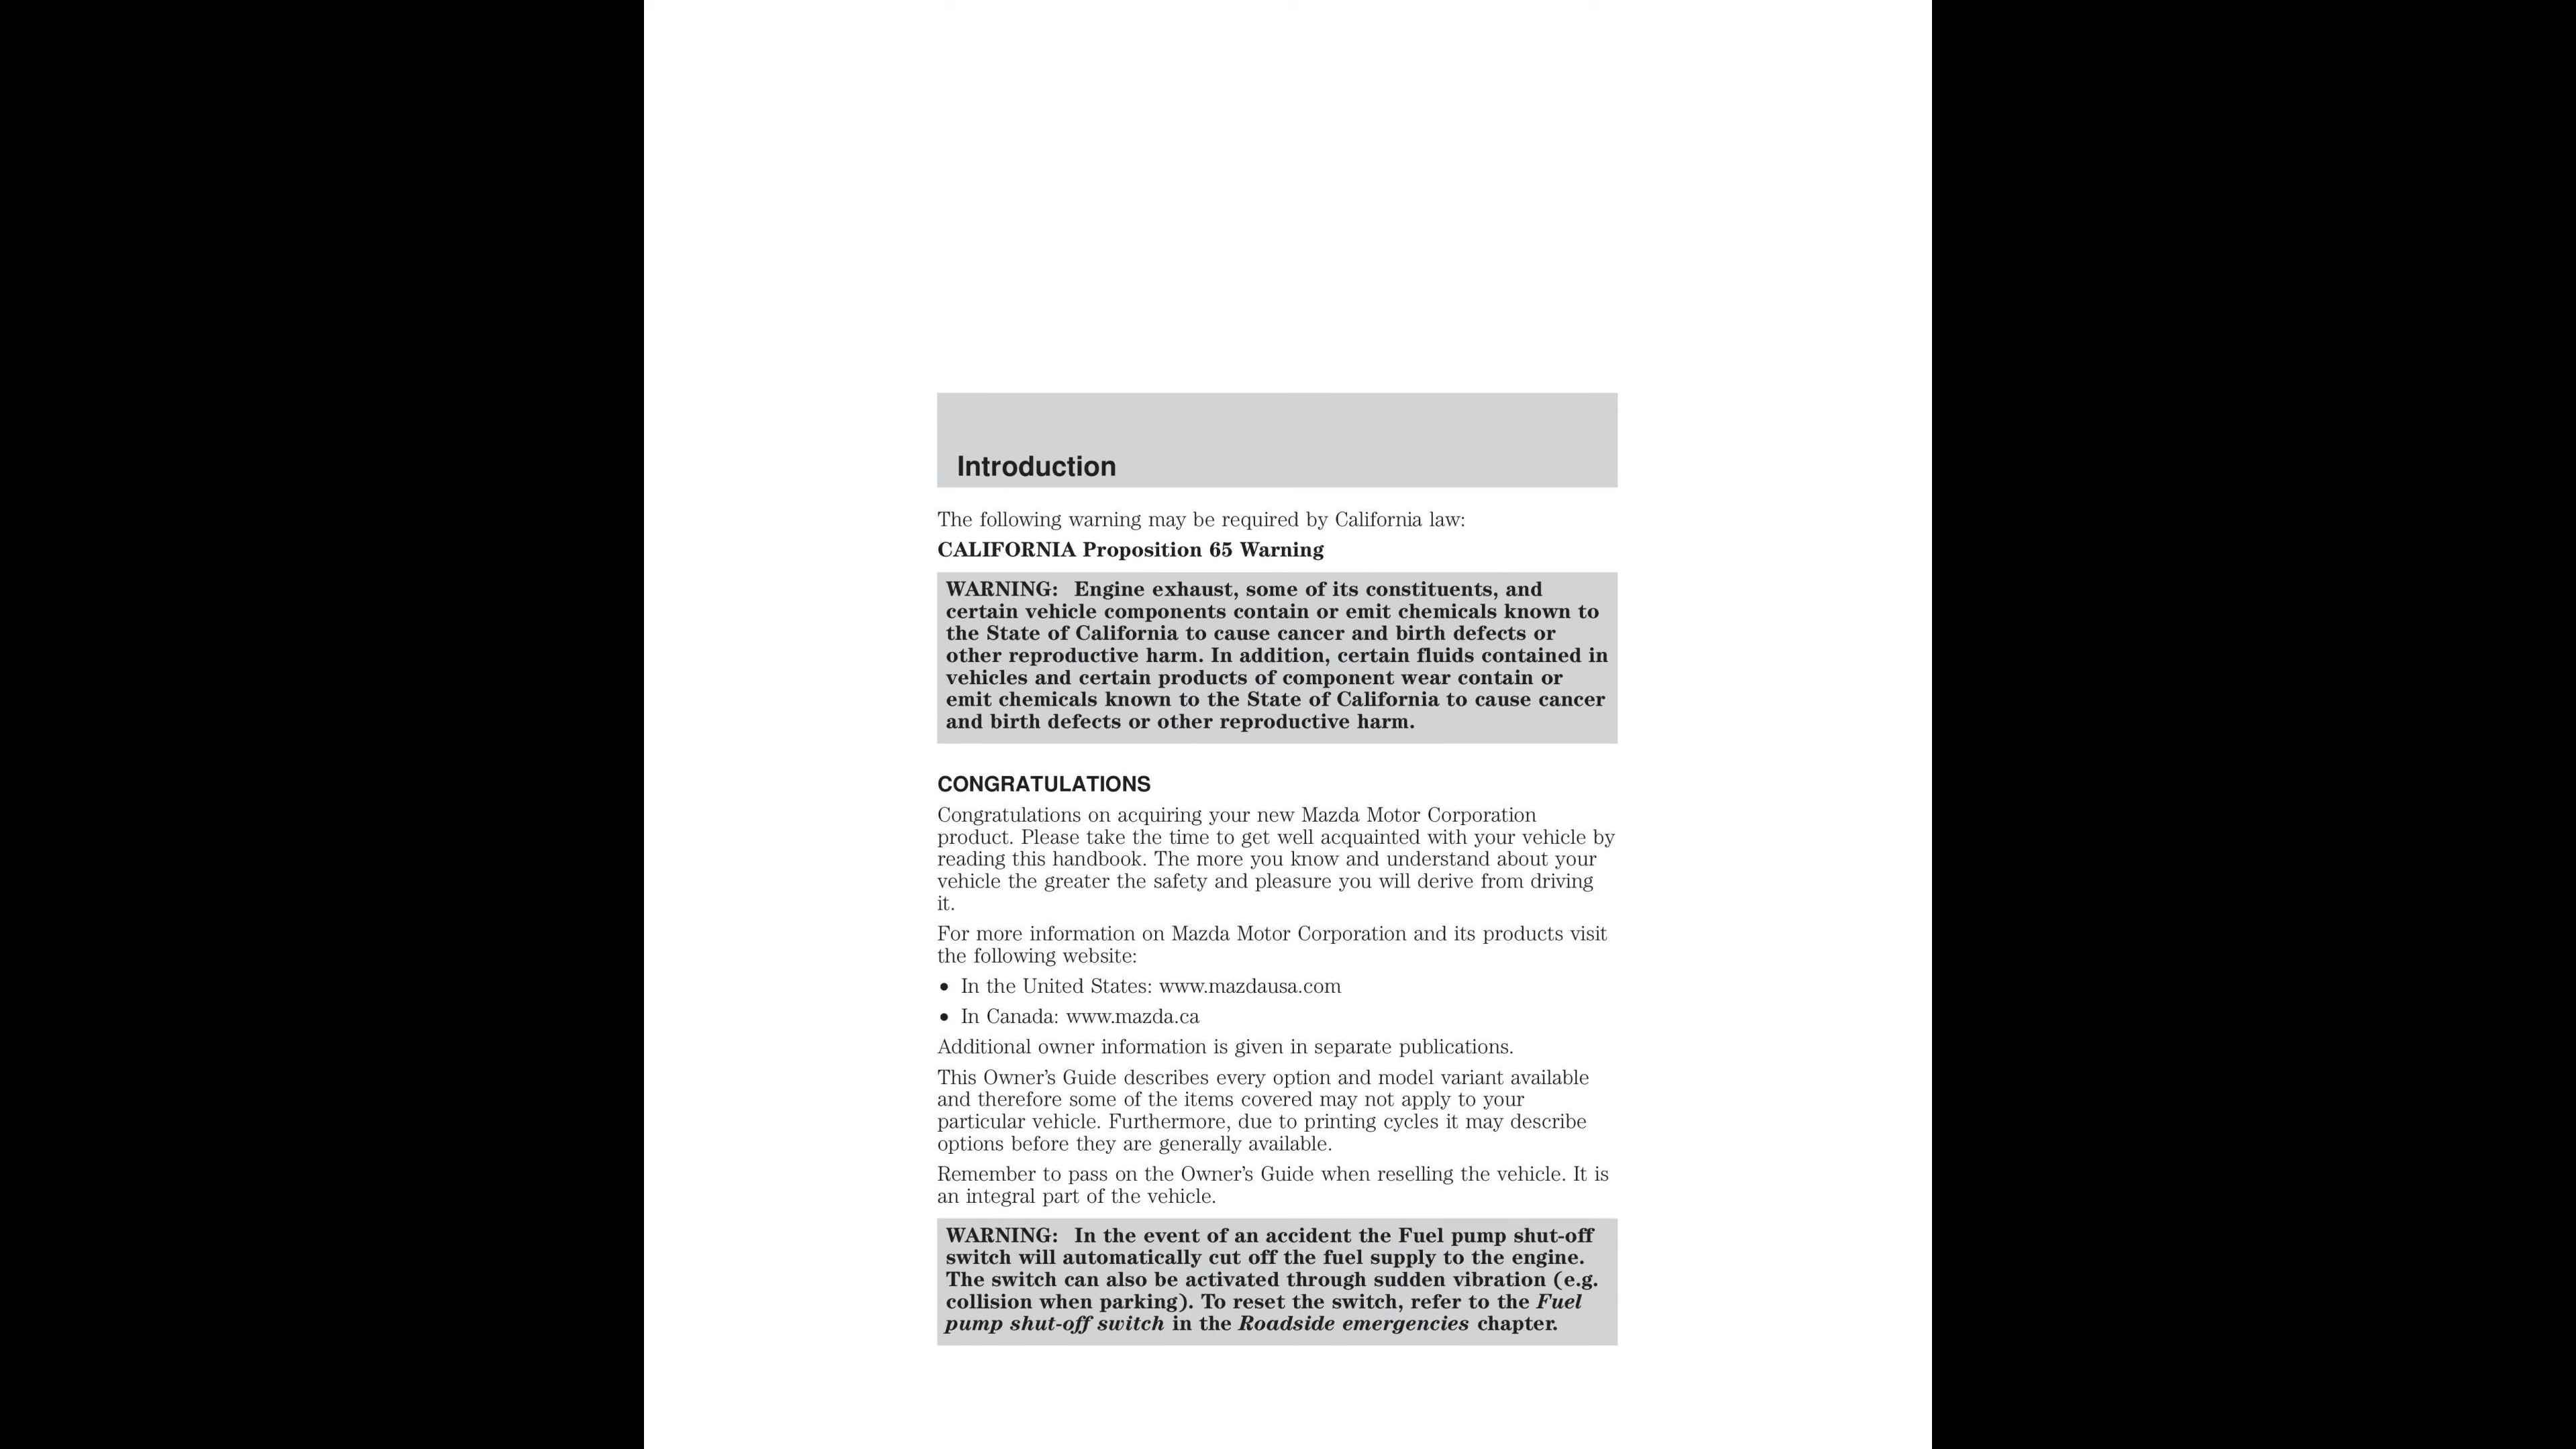 Introduction
The following warning may be required by California law:
CALIFORNIA Proposition 65 Warning
WARNING: Engine exhaust, some of its constituents, and
certain vehicle components contain or emit chemicals known to
the State of California to cause cancer and birth defects or
other reproductive harm. In addition, certain fluids contained in
vehicles and certain products of component wear contain or
emit chemicals known to the State of California to cause cancer
and birth defects or other reproductive harm.
CONGRATULATIONS
Congratulations on acquiring your new Mazda Motor Corporation
product. Please take the time to get well acquainted with your vehicle by
reading this handbook. The more you know and understand about your
vehicle the greater the safety and pleasure you will derive from driving
it.
For more information on Mazda Motor Corporation and its products visit
the following website:
• In the United States: www.mazdausa.com
• In Canada: www.mazda.ca
Additional owner information is given in separate publications.
This Owner's Guide describes every option and model variant available
and therefore some of the items covered may not apply to your
particular vehicle. Furthermore, due to printing cycles it may describe
options before they are generally available.
Remember to pass on the Owner's Guide when reselling the vehicle. It is
an integral part of the vehicle.
WARNING: In the event of an accident the Fuel pump shut-off
switch will automatically cut off the fuel supply to the engine.
The switch can also be activated through sudden vibration (e.g.
collision when parking). To reset the switch, refer to the Fuel
pump shut-off switch in the Roadside emergencies chapter.